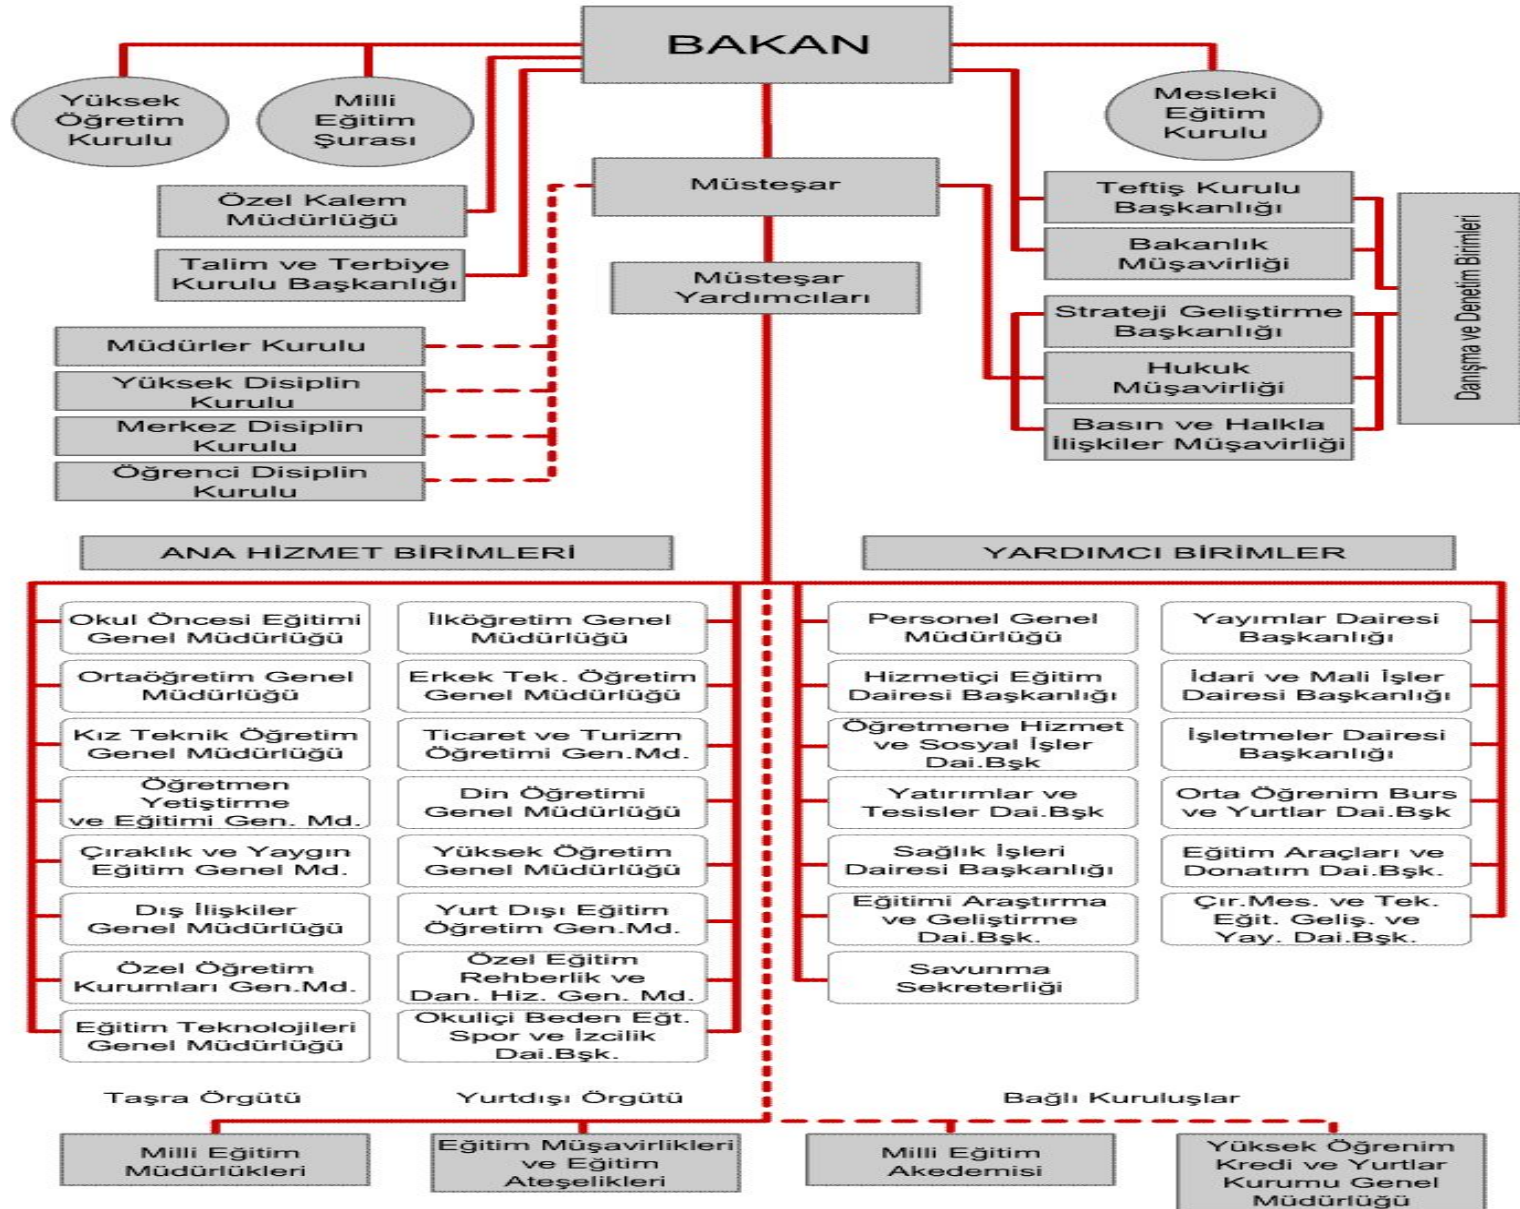 BAKAN
Yüksek
Öğretim
Kurulu
Milli
Eğitim
Şurası
Mesleki
Eğitim
Kurulu
Müsteşar
Özel Kalem
Müdürlüğü
Talim ve Terbiye
Kurulu Başkanlığı
Müsteşar
Yardımcıları
Teftiş Kurulu
Başkanlığı
Bakanlık
Müşavirliği
Strateji Geliştirme
Başkanlığı
Hukuk
Müşavirliği
Basın ve Halkla
İlişkiler Müşavirliği
Danışma ve Denetim Birimleri
Müdürler Kurulu
Yüksek Disiplin
Kurulu
Merkez Disiplin
Kurulu
Öğrenci Disiplin
Kurulu
ANA HİZMET BİRİMLERİ
Okul Öncesi Eğitimi
Genel Müdürlüğü
İlköğretim Genel
Müdürlüğü
Ortaöğretim Genel
Müdürlüğü
Erkek Tek. Öğretim
Genel Müdürlüğü
Kız Teknik Öğretim
Genel Müdürlüğü
Ticaret ve Turizm
Öğretimi Gen.Md.
Öğretmen
Yetiştirme
ve Eğitimi Gen. Md.
Din Öğretimi
Genel Müdürlüğü
Çıraklık ve Yaygın
Eğitim Genel Md.
Yüksek Öğretim
Genel Müdürlüğü
Dış İlişkiler
Genel Müdürlüğü
Yurt Dışı Eğitim
Öğretim Gen.Md.
Özel Öğretim
Kurumları Gen.Md.
Özel Eğitim
Rehberlik ve
Dan. Hiz. Gen. Md.
Eğitim Teknolojileri
Genel Müdürlüğü
Okuliçi Beden Eğt.
Spor ve İzcilik
Dai.Bşk.
YARDIMCI BİRİMLER
Personel Genel
Müdürlüğü
Yayımlar Dairesi
Başkanlığı
Hizmetiçi Eğitim
Dairesi Başkanlığı
İdari ve Mali İşler
Dairesi Başkanlığı
Öğretmene Hizmet
ve Sosyal İşler
Dai.Bşk
İşletmeler Dairesi
Başkanlığı
Yatırımlar ve
Tesisler Dai.Bşk
Orta Öğrenim Burs
ve Yurtlar Dai.Bşk
Sağlık İşleri
Dairesi Başkanlığı
Eğitim Araçları ve
Donatım Dai.Bşk.
Eğitimi Araştırma
ve Geliştirme
Dai.Bşk.
Çır.Mes. ve Tek.
Eğit. Geliş. ve
Yay. Dai.Bşk.
Savunma
Sekreterliği
Taşra Örgütü
Milli Eğitim
Müdürlükleri
Yurtdışı Örgütü
Eğitim Müşavirlikleri
ve Eğitim
Ateşelikleri
Bağlı Kuruluşlar
Milli Eğitim
Akedemisi
Yüksek Öğrenim
Kredi ve Yurtlar
Kurumu Genel
Müdürlüğü